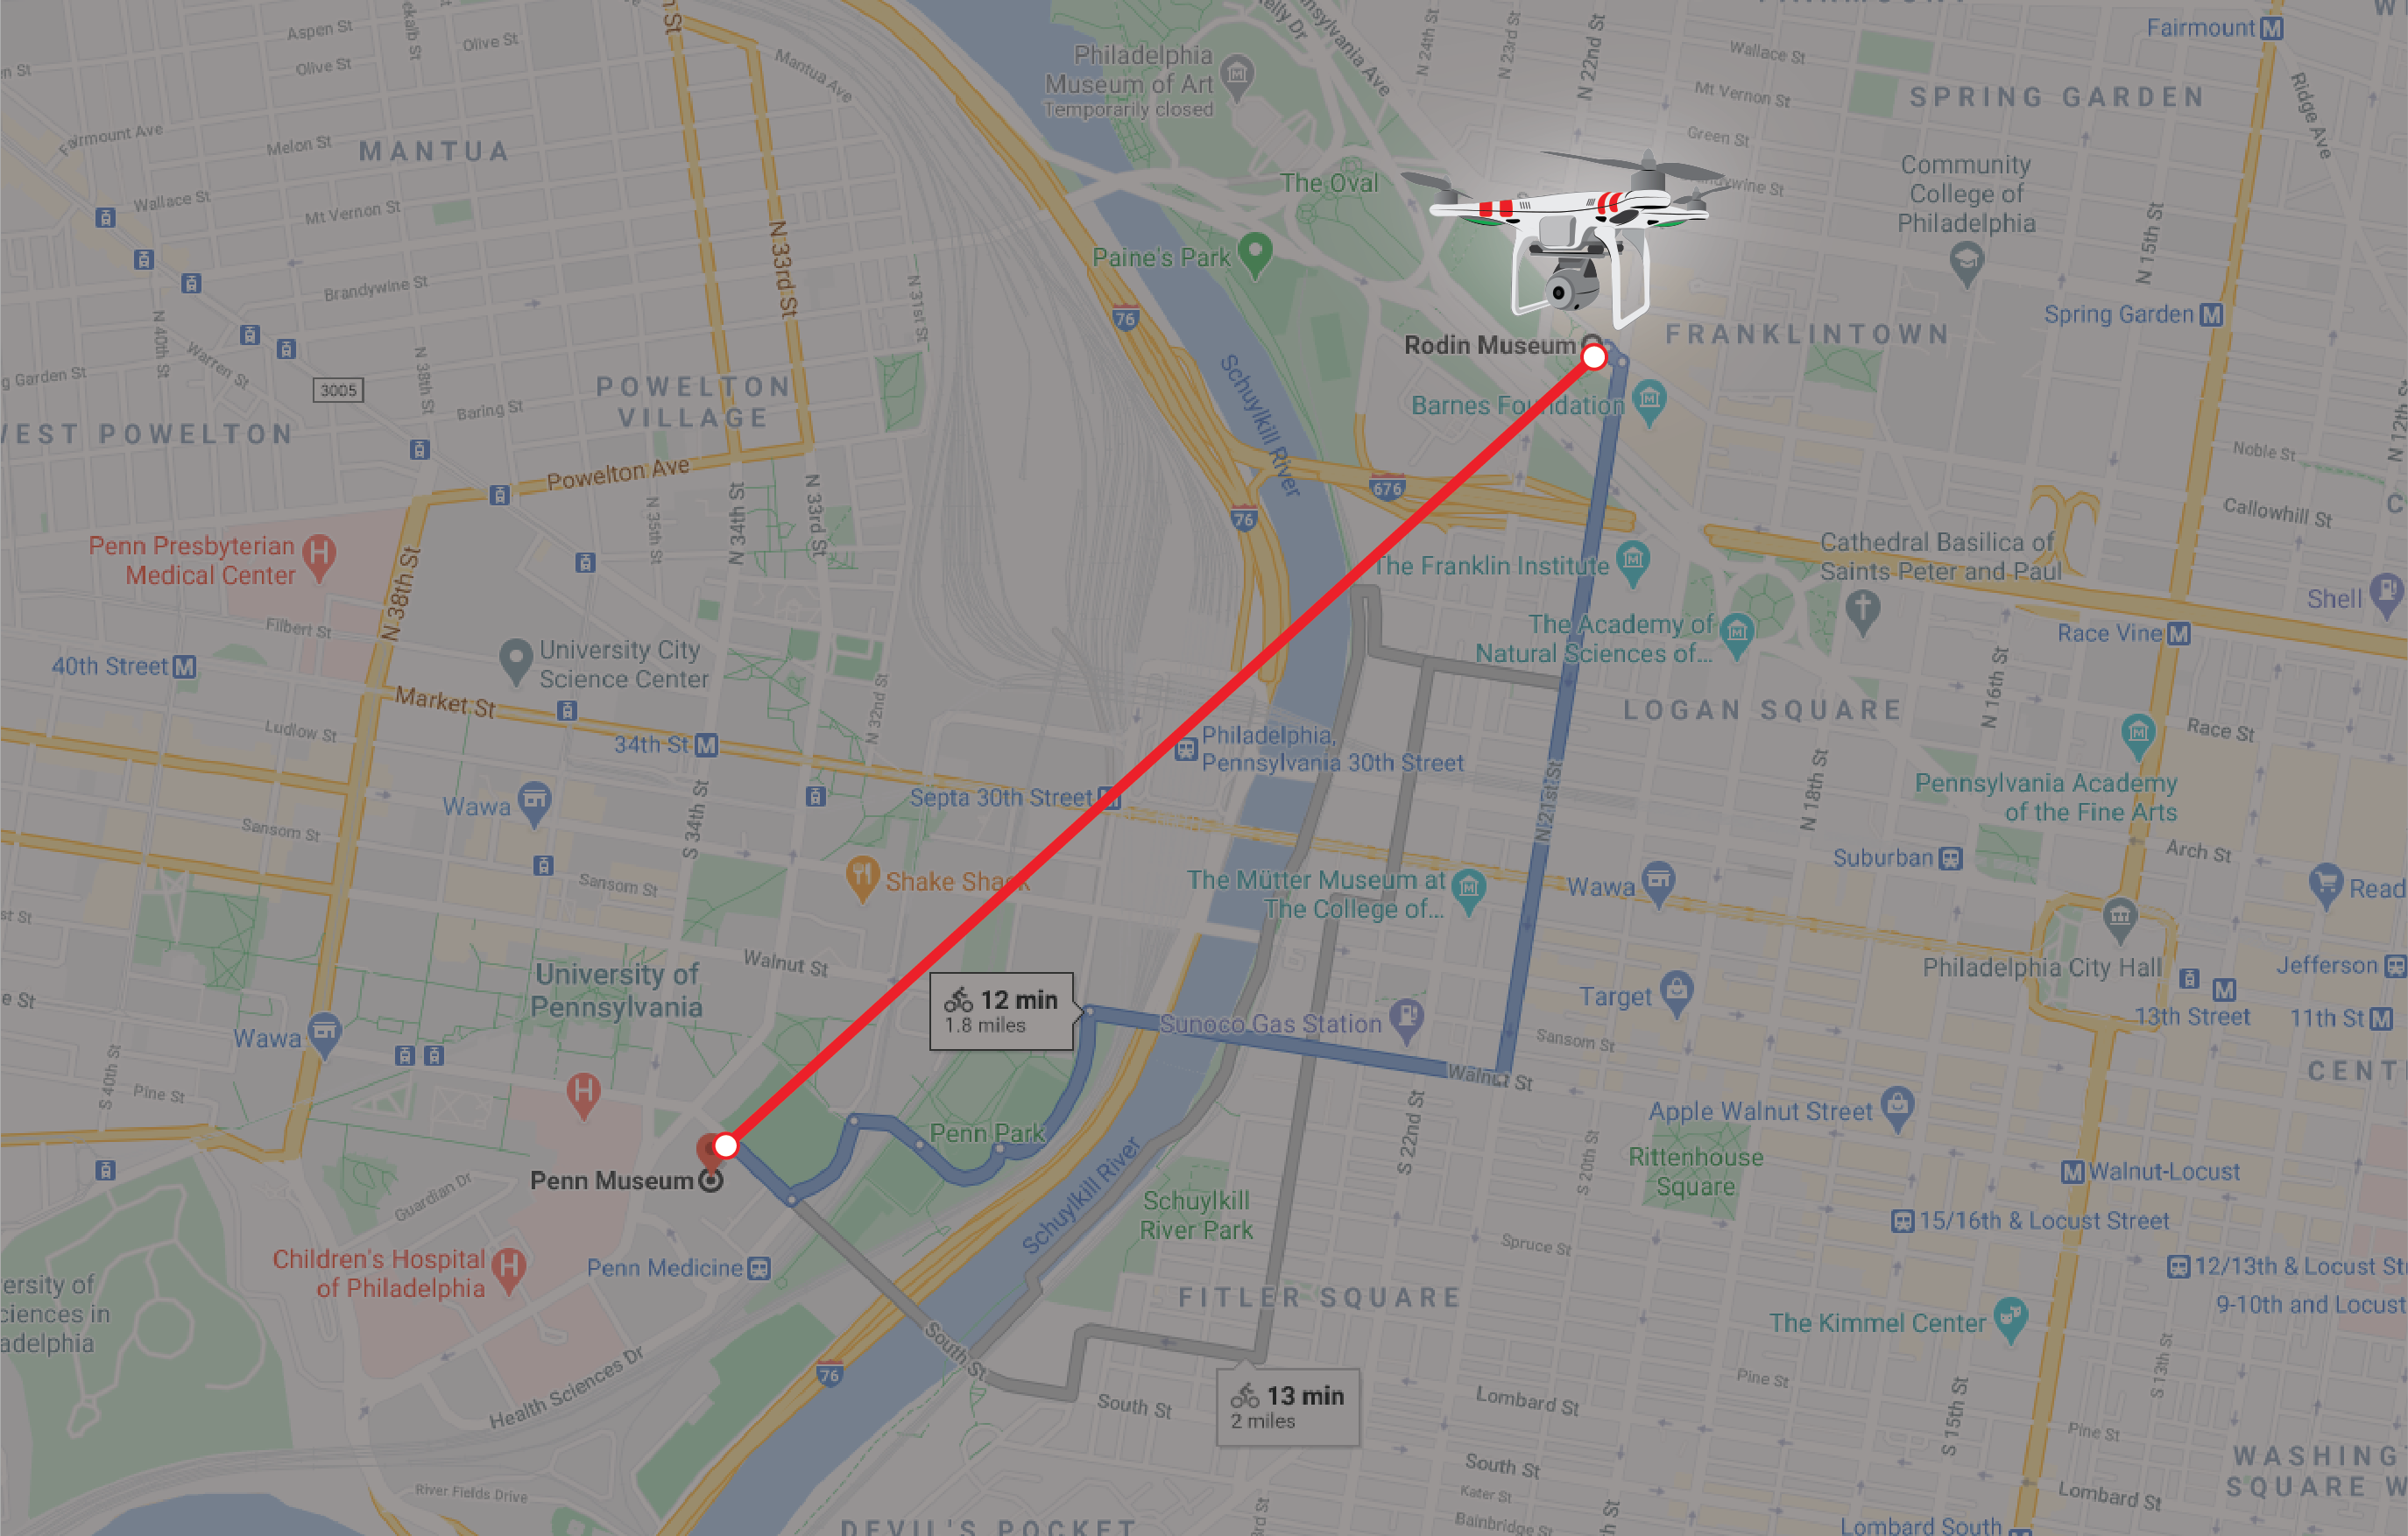 Aspen St
Olive St
Olive St
Mantua Ave
Fairmount Ave
Melon St
MANTUA
Wallace St
Mt Vernon St
N 33rd St
N 31st St
Brandywine St
N 40th St
Warren St
N 38th St
3005
g Garden St
Baring St
POWELTON
VILLAGE
VEST POWELTON
Powelton Ave
N 35th St
N 34th St
N 33rd St
Penn Presbyterian
Medical Center
N 38th St
Filbert St
University City
Science Center
40th Street
Market St
N 32nd St
Ludlow St
34th St
Wawa
S 34th St
Sansom St
Sansom St
Shake Shack
st St
Walnut St
University of
Pennsylvania
e St
Wawa
S 40th St
Pine St
Penn Museum
Guardian Dr
Children's Hospital
of Philadelphia
Penn Medicine
ersity of
ciences in
adelphia
Health Sciences Dr
River Fields Drive
76
DEVIL'S POCKET
Philadelphia
Museum of Art
Temporarily closed
Kelly Dr
nsylvania Ave
N 24th St
N 23rd St
N 22nd St
Wallace St
Mt Vernon St
Green St
The Oval
Paine's Park
76
Schuylkill River
Rodin Museum
Barnes Foundation
676
76
The Franklin Institute
The Academy of
Natural Sciences of...
Philadelphia,
Pennsylvania 30th Street
Septa 30th Street
N 21st St
The Mütter Museum at
The College of...
12 min
1.8 miles
Sunoco Gas Station
Walnut St
Penn Park
Schuylkill River
Schuylkill
River Park
S 22nd St
FITLER SQUARE
South St
South St
13 min
2 miles
Fairmount
SPRING GARDEN
Ridge Ave
Community
College of
Philadelphia
N 15th St
Spring Garden
FRANKLINTOWN
N 12th St
Noble St
Callowhill St
Cathedral Basilica of
Saints Peter and Paul
Shell
Race Vine
N 16th St
LOGAN SQUARE
Race St
N 18th St
Pennsylvania Academy
of the Fine Arts
Suburban
Arch St
Wawa
Read
Philadelphia City Hall
Jefferson
Target
13th Street
11th St
Sansom St
CENT
Apple Walnut Street
Rittenhouse
Square
S 20th St
Walnut-Locust
15/16th & Locust Street
Spruce St
12/13th & Locust St
9-10th and Locust
The Kimmel Center
S 13th St
Pine St
Lombard St
S 15th St
Pine St
South St
Kater St
Bainbridge St
WASHING
SQUARE W
Lombard St
Lombard South